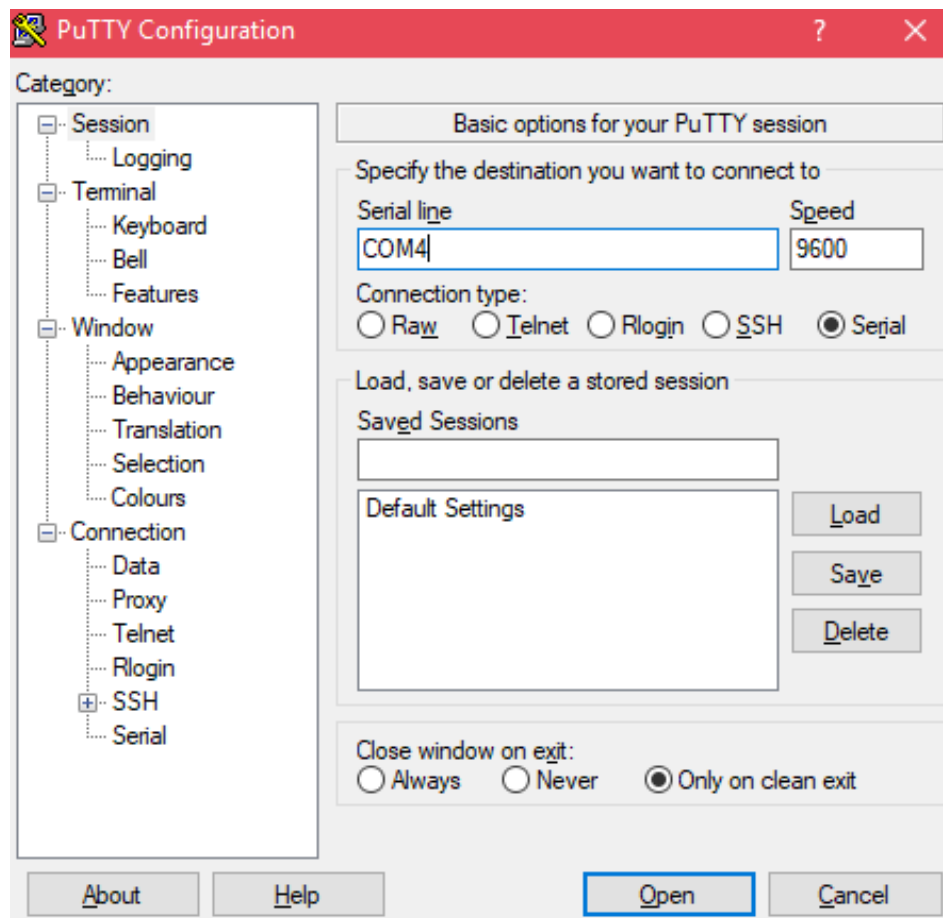 PuTTY Configuration
?
Category:
Session
Logging
Terminal
Keyboard
Bell
Features
Window
Appearance
Behaviour
Translation
Selection
Colours
Connection
Data
Proxy
Telnet
Rlogin
SSH
Serial
Basic options for your PuTTY session
Specify the destination you want to connect to
Serial line Speed
COM4 9600
Connection type:
Raw Telnet Rlogin SSH Serial
Load, save or delete a stored session
Saved Sessions
Default Settings
Load
Save
Delete
Close window on exit:
Always Never Only on clean exit
About Help Open Cancel